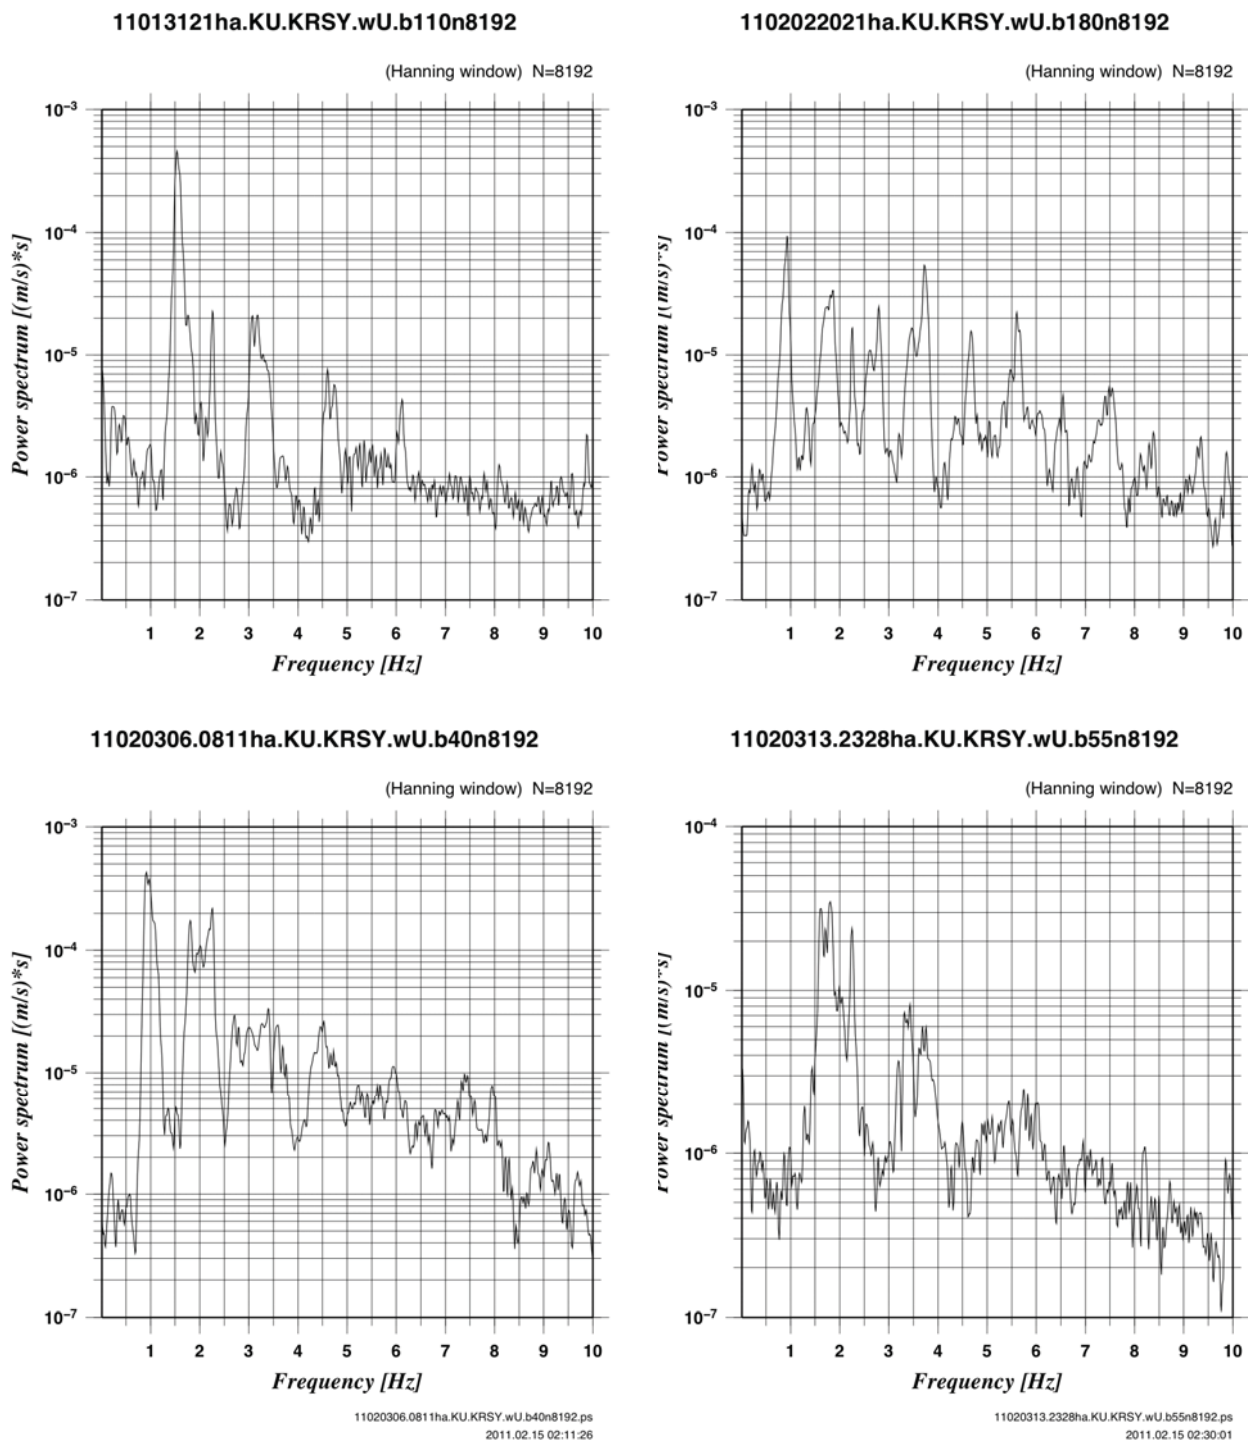 11013121ha.KU.KRSY.wU.b110n8192
(Hanning window) N=8192
10−3
10−4
10−5
10−6
10−7
Power spectrum [(m/s)*s]
1 2 3 4 5 6 7 8 9 10
Frequency [Hz]
1102022021ha.KU.KRSY.wU.b180n8192
(Hanning window) N=8192
10−3
10−4
10−5
10−6
10−7
spectrum [(m/s)*s]
1 2 3 4 5 6 7 8 9 10
Frequency [Hz]
11020306.0811ha.KU.KRSY.wU.b40n8192
(Hanning window) N=8192
10−3
10−4
10−5
10−6
10−7
Power spectrum [(m/s)*s]
1 2 3 4 5 6 7 8 9 10
Frequency [Hz]
11020306.0811ha.KU.KRSY.wU.b40n8192.ps
2011.02.15 02:11:26
11020313.2328ha.KU.KRSY.wU.b55n8192
(Hanning window) N=8192
10−4
10−5
10−6
10−7
spectrum [(m/s)*s]
1 2 3 4 5 6 7 8 9 10
Frequency [Hz]
11020313.2328ha.KU.KRSY.wU.b55n8192.ps
2011.02.15 02:30:01